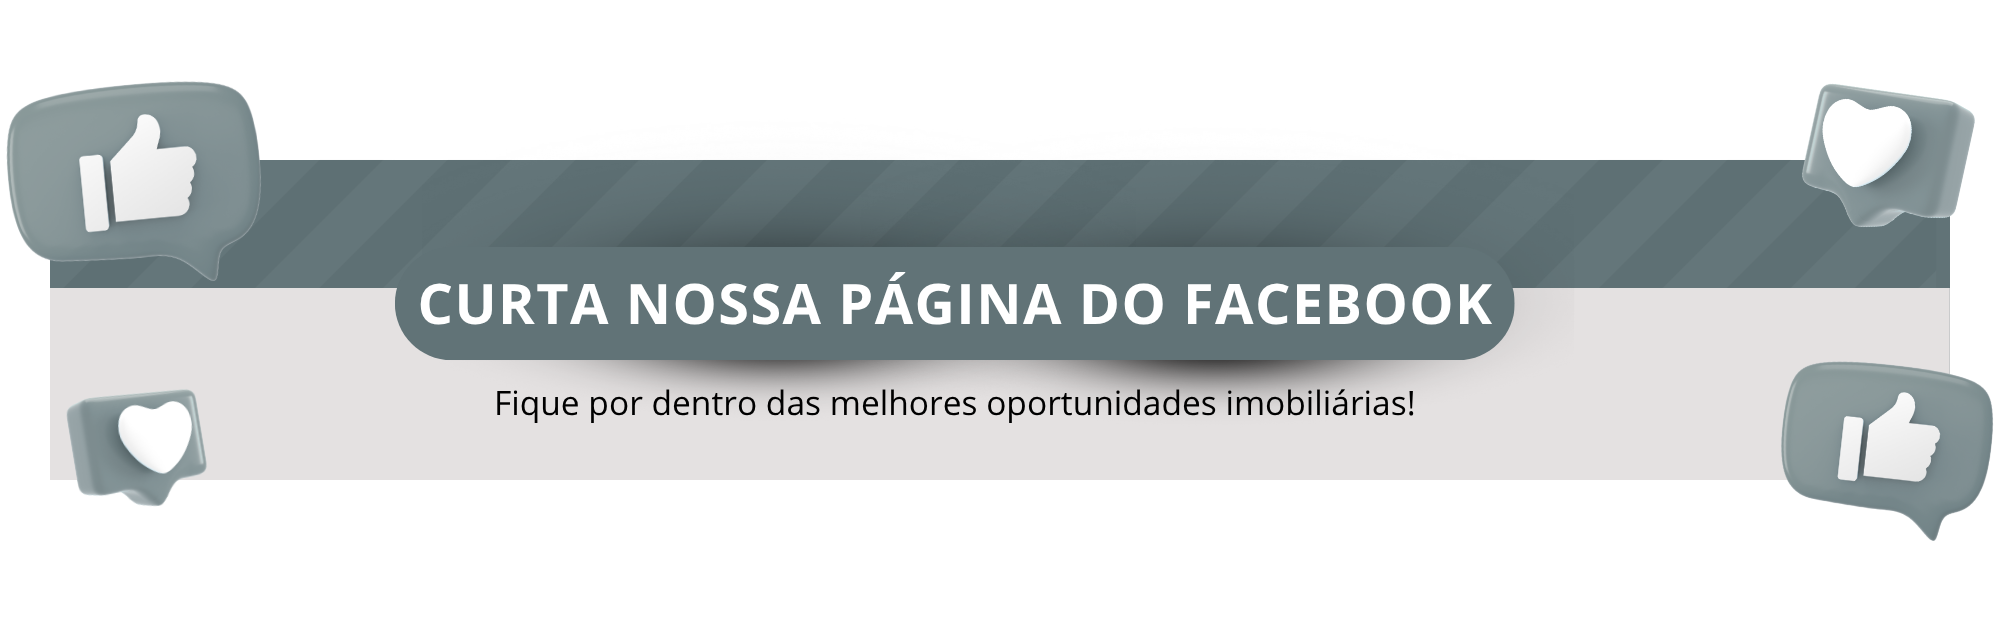 CURTA NOSSA PÁGINA DO FACEBOOK
Fique por dentro das melhores oportunidades imobiliárias!